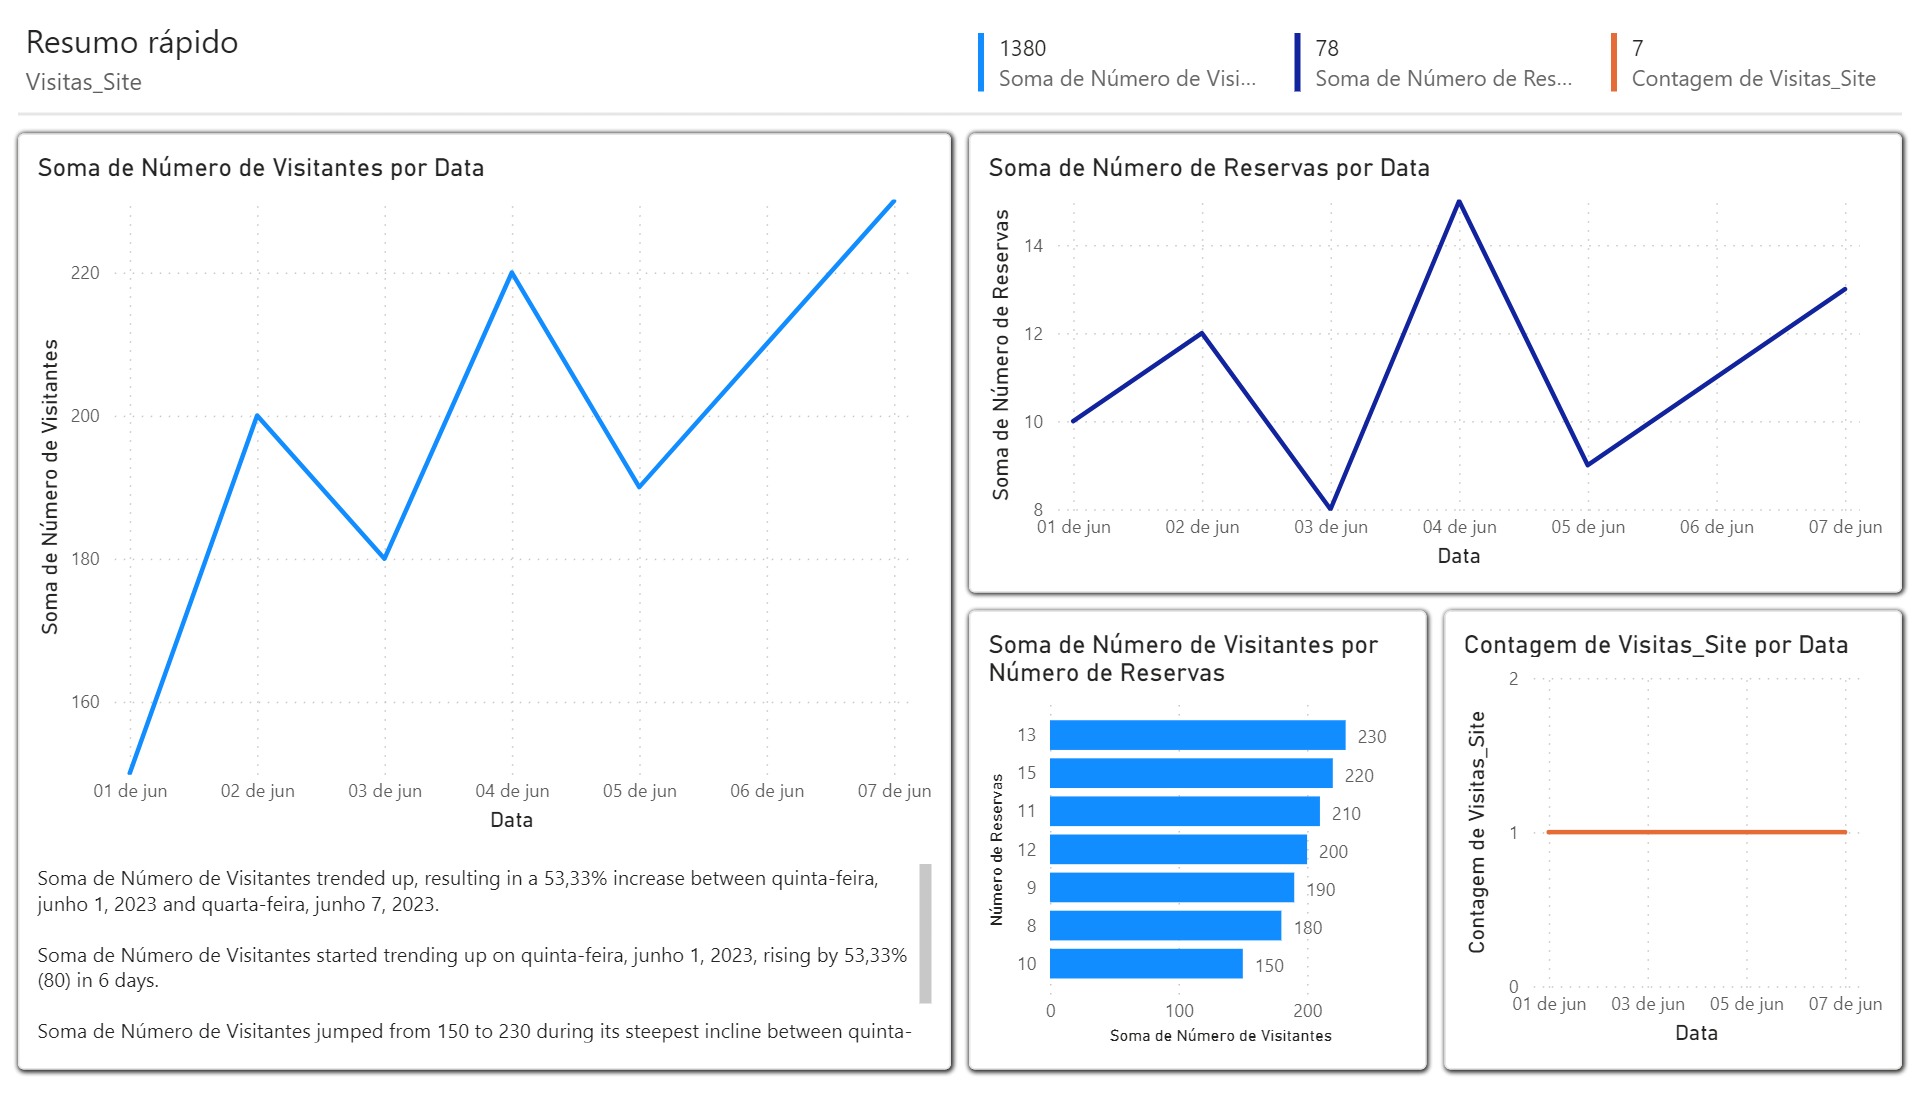 Resumo rápido
Visitas_Site
1380
Soma de Número de Visi...
78
Soma de Número de Res...
7
Contagem de Visitas_Site
Soma de Número de Visitantes por Data
Soma de Número de Visitantes
220
200
180
160
01 de jun
02 de jun
03 de jun
04 de jun
05 de jun
06 de jun
07 de jun
Data
Soma de Número de Visitantes trended up, resulting in a 53,33% increase between quinta-feira,
junho 1, 2023 and quarta-feira, junho 7, 2023.
Soma de Número de Visitantes started trending up on quinta-feira, junho 1, 2023, rising by 53,33%
(80) in 6 days.
Soma de Número de Visitantes jumped from 150 to 230 during its steepest incline between quinta-
Soma de Número de Reservas por Data
Soma de Número de Reservas
14
12
10
8
01 de jun
02 de jun
03 de jun
04 de jun
05 de jun
06 de jun
07 de jun
Data
Soma de Número de Visitantes por
Número de Reservas
Número de Reservas
13
230
15
220
11
210
12
200
9
190
8
180
10
150
0
100
200
Soma de Número de Visitantes
Contagem de Visitas_Site por Data
Contagem de Visitas_Site
2
1
0
01 de jun
03 de jun
05 de jun
07 de jun
Data